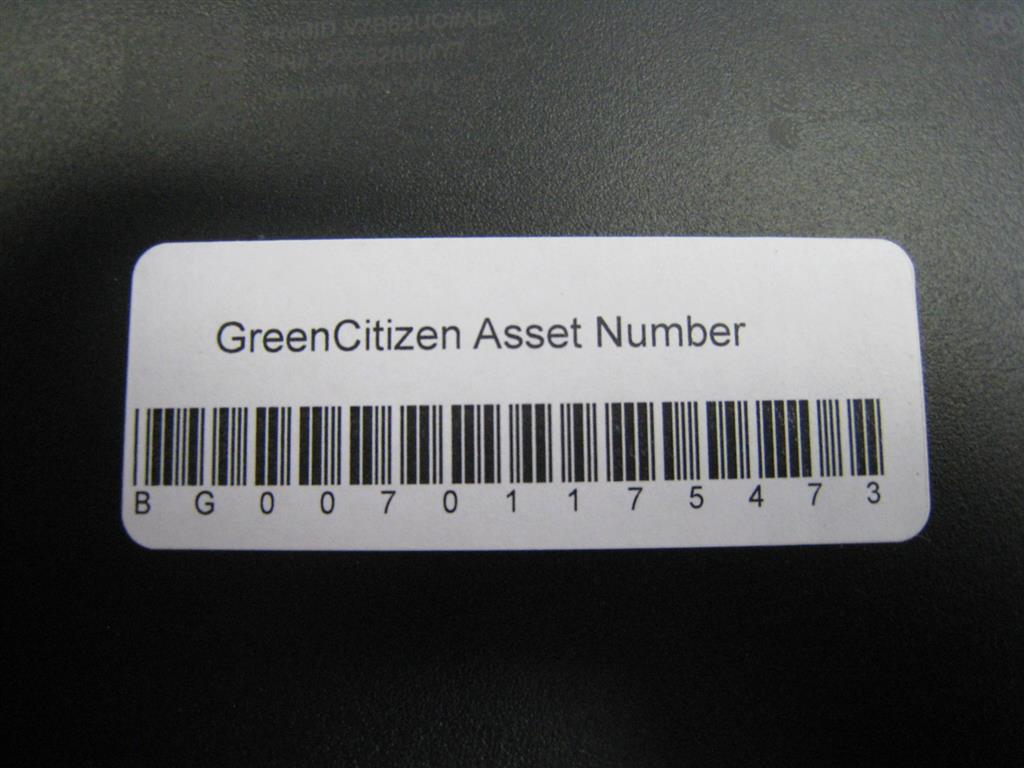 GreenCitizen Asset Number
B G 0 0 7 0 1 1 7 5 4 7 3